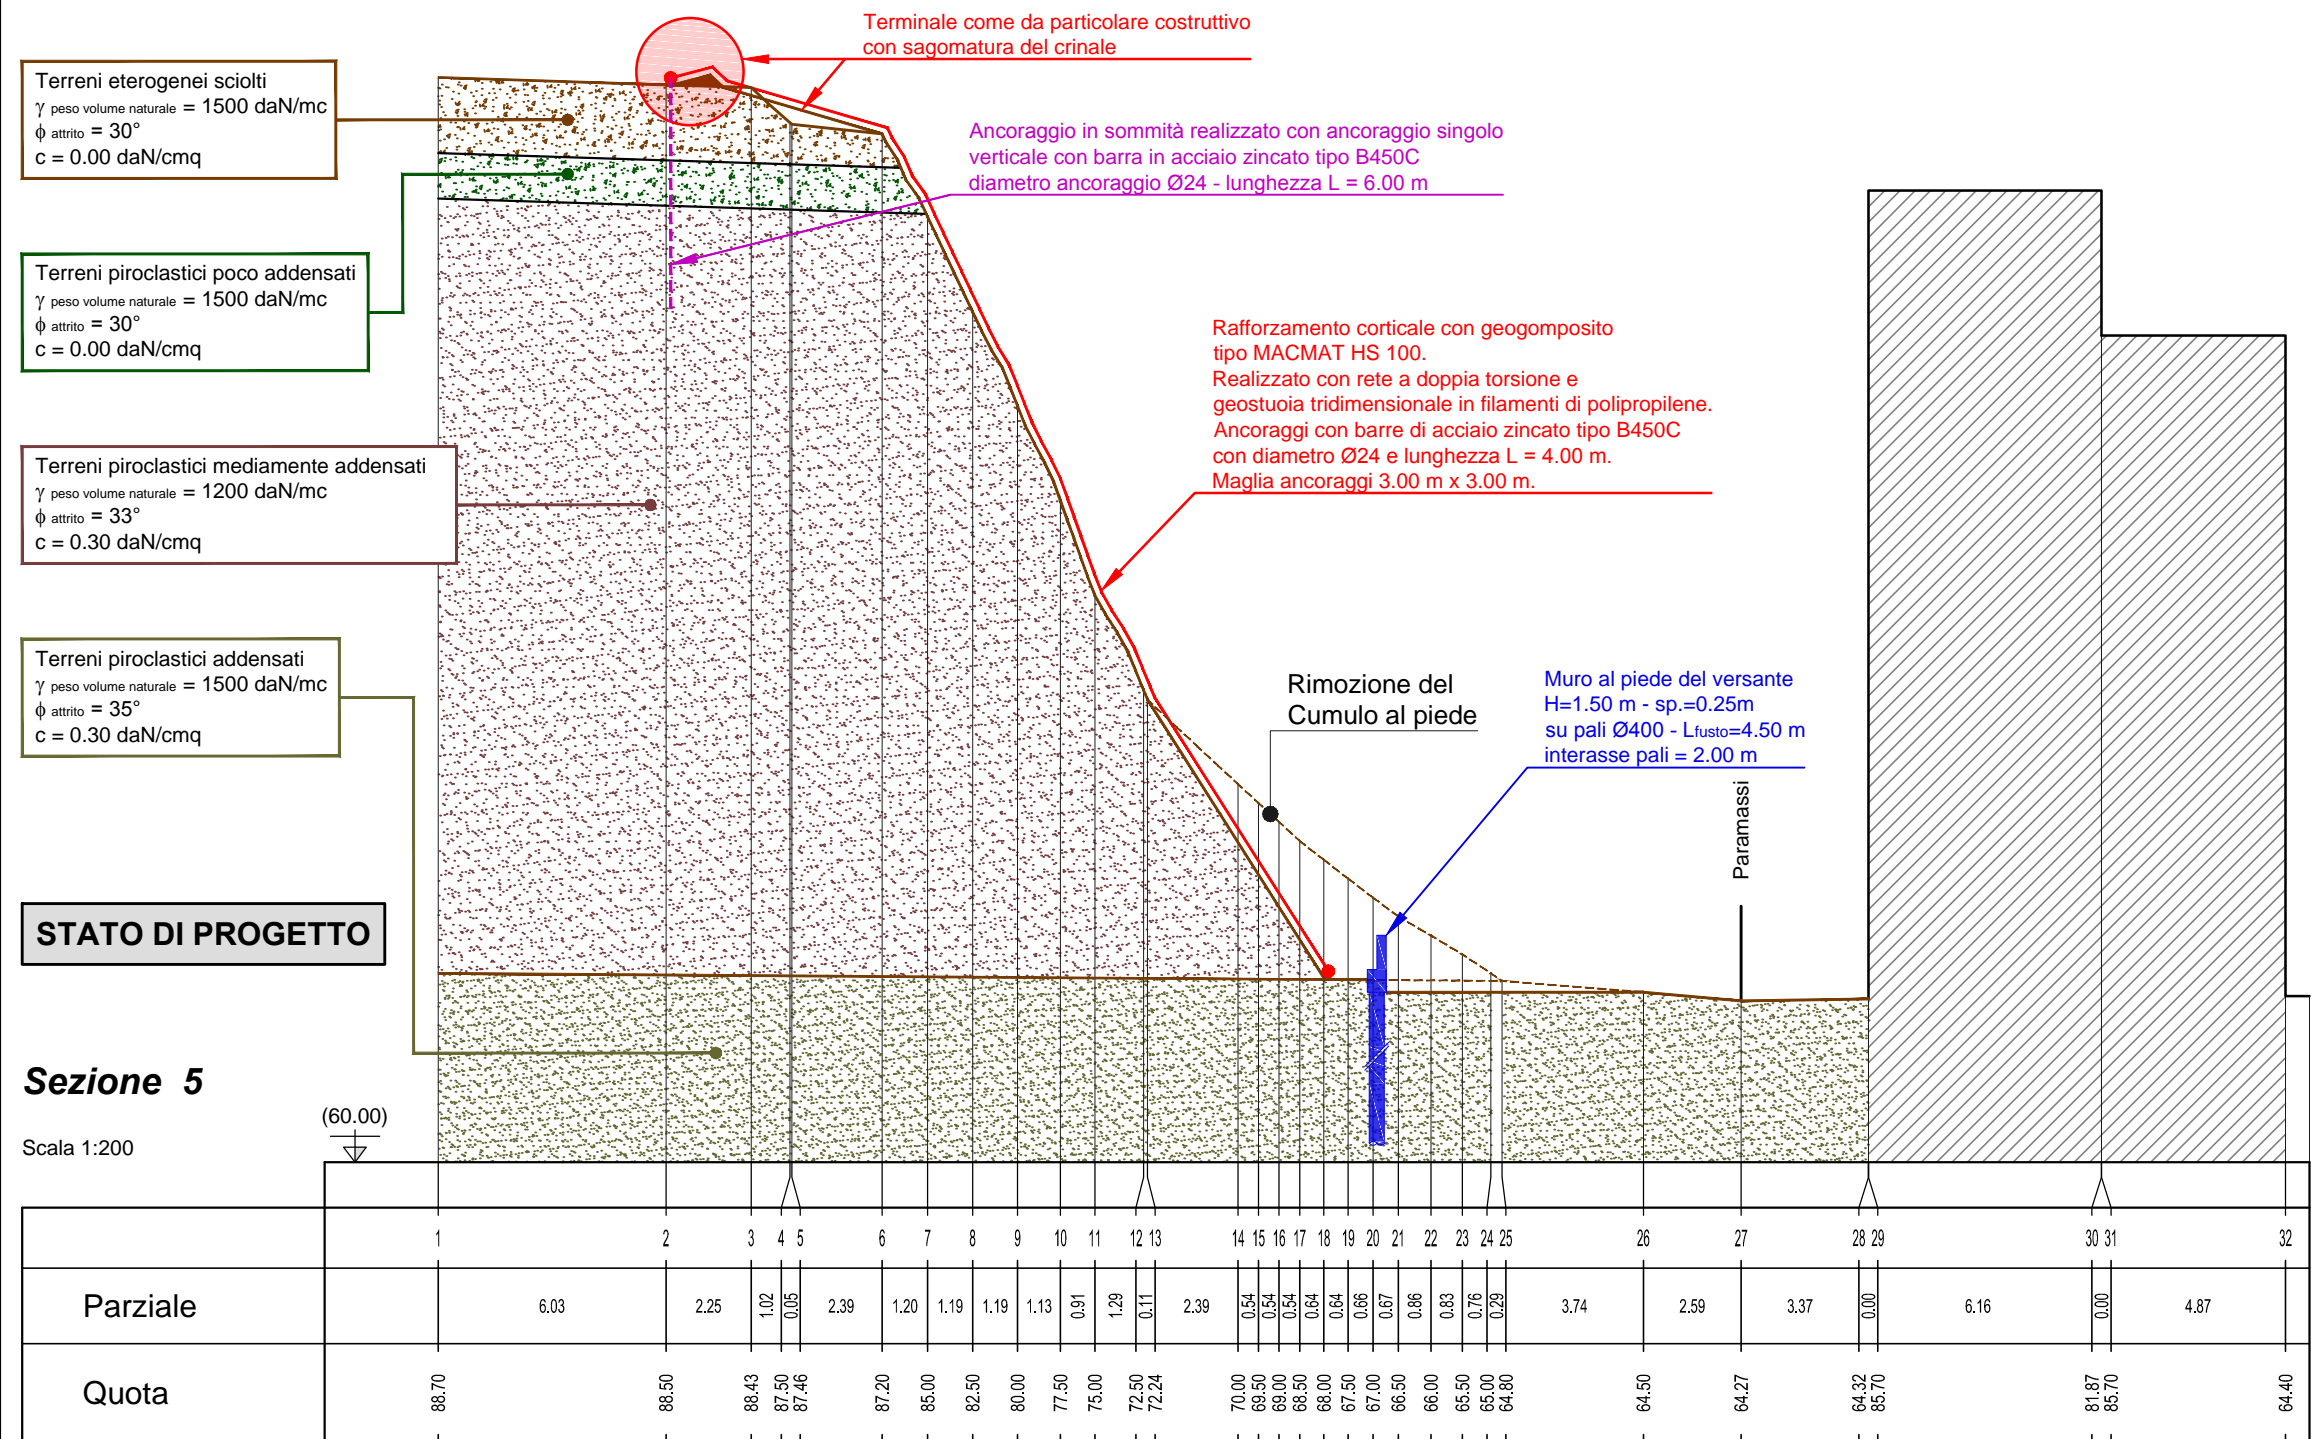 Terminale come da particolare costruttivo
con sagomatura del crinale
Terreni eterogenei sciolti
γ peso volume naturale = 1500 daN/mc
ϕ attrito = 30°
c = 0.00 daN/cmq
Ancoraggio in sommità realizzato con ancoraggio singolo
verticale con barra in acciaio zincato tipo B450C
diametro ancoraggio Ø24 - lunghezza L = 6.00 m
Terreni piroclastici poco addensati
γ peso volume naturale = 1500 daN/mc
ϕ attrito = 30°
c = 0.00 daN/cmq
Rafforzamento corticale con geogomposito
tipo MACMAT HS 100.
Realizzato con rete a doppia torsione e
geostuoia tridimensionale in filamenti di polipropilene.
Ancoraggi con barre di acciaio zincato tipo B450C
con diametro Ø24 e lunghezza L = 4.00 m.
Maglia ancoraggi 3.00 m x 3.00 m.
Terreni piroclastici mediamente addensati
γ peso volume naturale = 1200 daN/mc
ϕ attrito = 33°
c = 0.30 daN/cmq
Terreni piroclastici addensati
γ peso volume naturale = 1500 daN/mc
ϕ attrito = 35°
c = 0.30 daN/cmq
Rimozione del
Cumulo al piede
Muro al piede del versante
H=1.50 m - sp.=0.25m
su pali Ø400 - Lfusto=4.50 m
interasse pali = 2.00 m
Paramassi
STATO DI PROGETTO
Sezione 5
(60.00)
Scala 1:200
1 2 3 4 5 6 7 8 9 10 11 12 13 14 15 16 17 18 19 20 21 22 23 24 25 26 27 28 29 30 31 32
Parziale 6.03 2.25 1.02 0.05 2.39 1.20 1.19 1.19 1.13 0.91 1.29 0.11 2.39 0.54 0.54 0.54 0.64 0.64 0.66 0.67 0.86 0.83 0.76 0.29 3.74 2.59 3.37 0.00 6.16 0.00 4.87
Quota 88.70 88.50 88.43 87.50 87.46 87.20 85.00 82.50 80.00 77.50 75.00 72.50 72.24 70.00 69.50 69.00 68.50 68.00 67.50 67.00 66.50 66.00 65.50 65.00 64.80 64.50 64.27 64.32 85.70 81.87 85.70 64.40